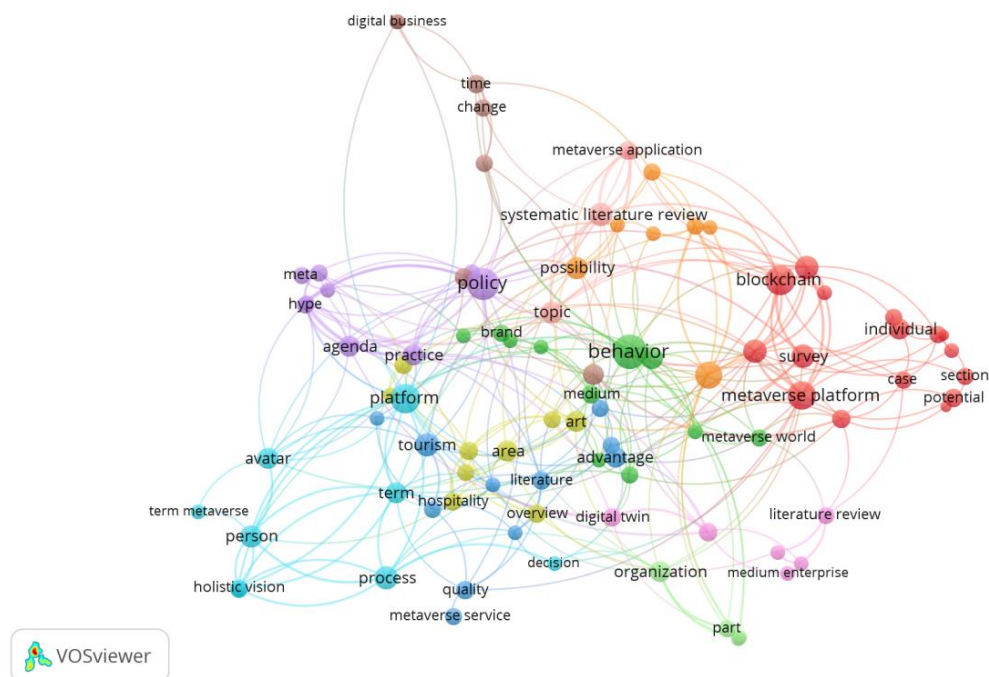 digital business
time
change
metaverse application
systematic literature review
possibility
meta
policy
blockchain
hype
topic
brand
individual
agenda
practice
behavior
survey
section
case
platform
medium
metaverse platform
potential
art
metaverse world
tourism
area
avatar
advantage
literature
term
hospitality
term metaverse
overview
digital twin
literature review
person
decision
process
organization
medium enterprise
holistic vision
quality
metaverse service
part
VOSviewer